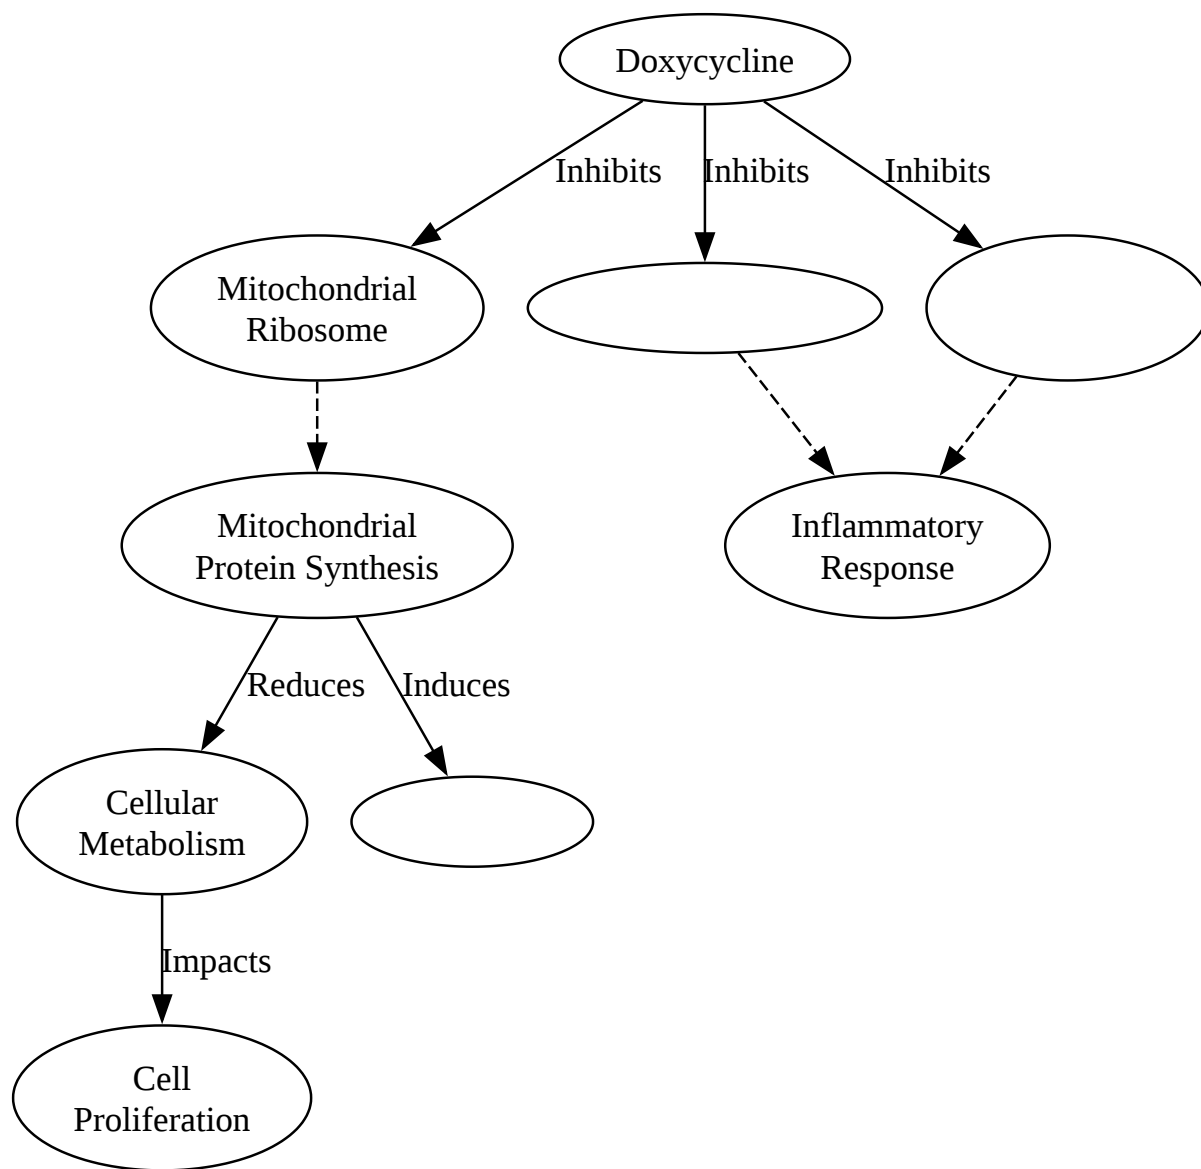 Doxycycline
Inhibits
Inhibits
Inhibits
Mitochondrial
Ribosome
Mitochondrial
Protein Synthesis
Inflammatory
Response
Reduces
Induces
Cellular
Metabolism
Impacts
Cell
Proliferation